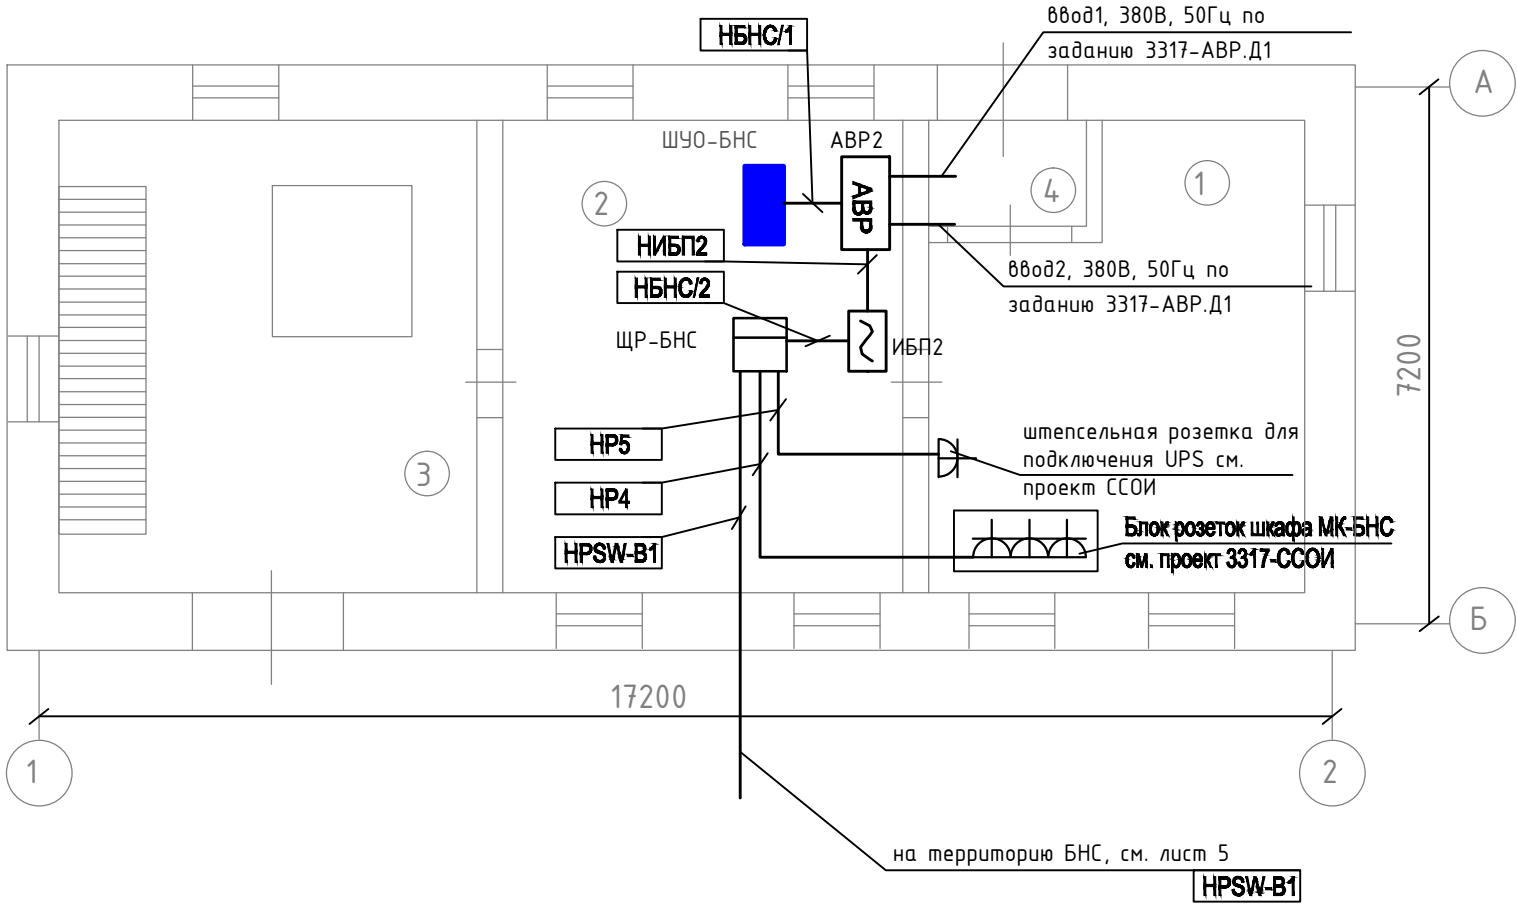 ввод1, 380В, 50Гц по
заданию 3317-АВР.Д1
НБНС/1
А
ШУО-БНС
АВР2
АВР
1
2
4
НИБП2
ввод2, 380В, 50Гц по
заданию 3317-АВР.Д1
НБНС/2
ЩР-БНС
ИБП2
7200
НР5
штепсельная розетка для
подключения UPS см.
проект ССОИ
3
НР4
Блок розеток шкафа МК-БНС
см. проект 3317-ССОИ
HPSW-B1
Б
17200
1
2
на территорию БНС, см. лист 5
HPSW-B1